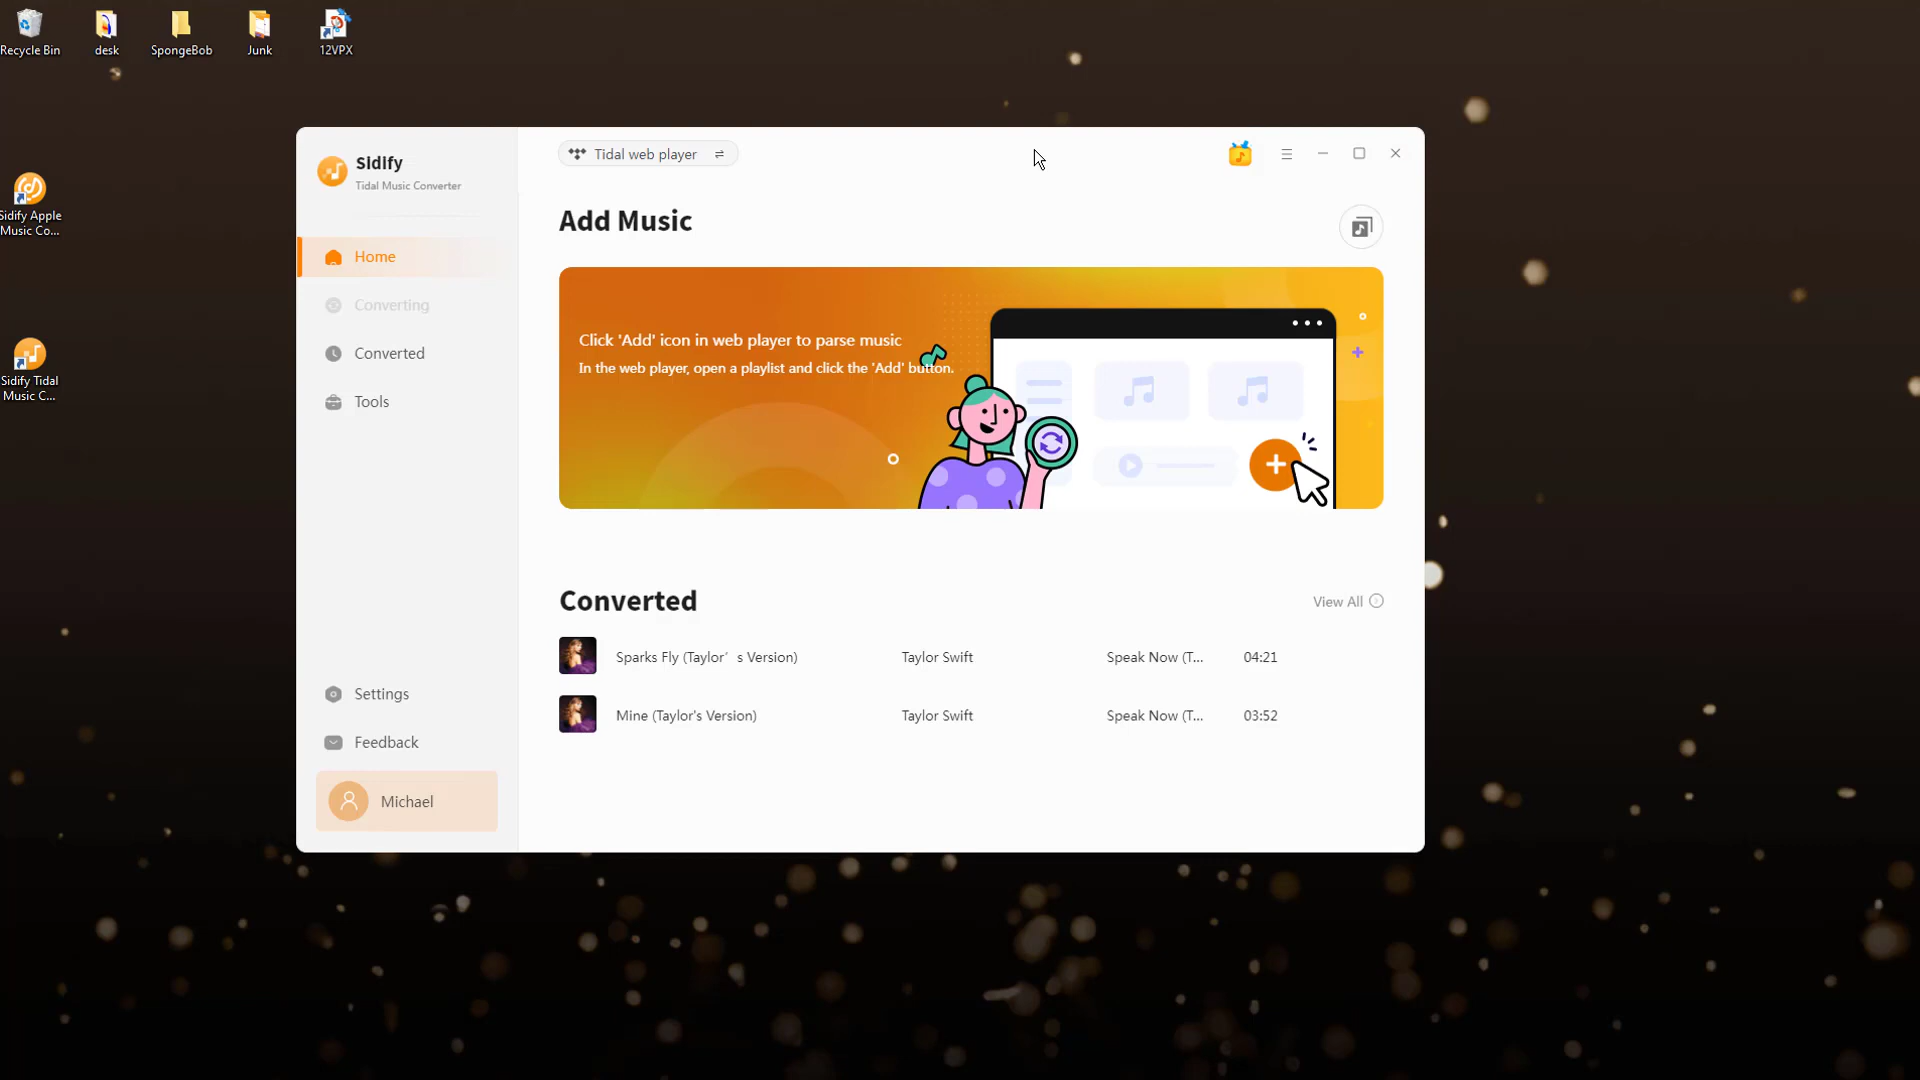 Recycle Bin
desk
SpongeBob
Junk
12VPX
Sidify Apple
Music Co...
Sidify Tidal
Music C...
Sidify
Tidal Music Converter
Home
Converting
Converted
Tools
Settings
Feedback
Michael
Tidal web player
Add Music
Click 'Add' icon in web player to parse music
In the web player, open a playlist and click the 'Add' button.
Converted
View All
Sparks Fly (Taylor′ s Version) Taylor Swift Speak Now (T... 04:21
Mine (Taylor's Version) Taylor Swift Speak Now (T... 03:52